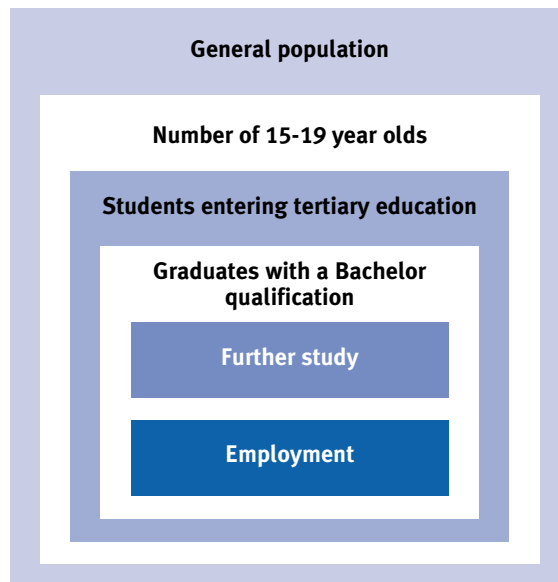 General population
Number of 15-19 year olds
Students entering tertiary education
Graduates with a Bachelor
qualification
Further study
Employment